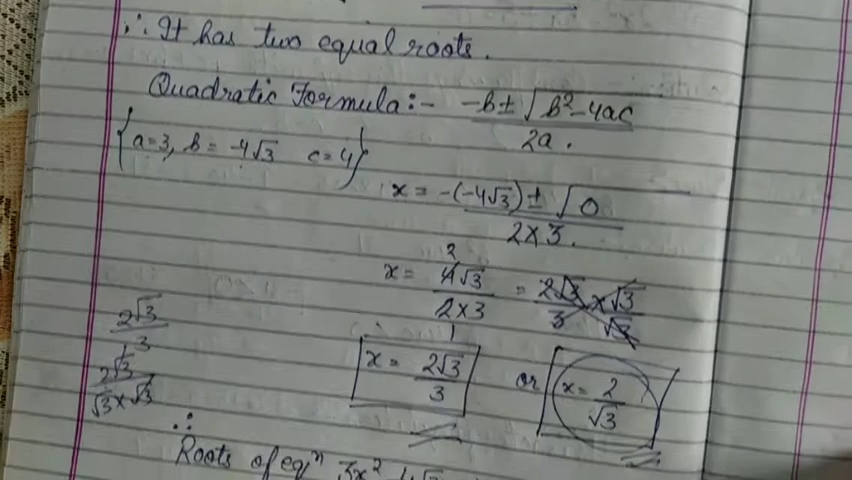 ∴ It has two equal roots.
Quadratic Formula:- -b±√b²-4ac / 2a.
{a=3, b= -4√3 c=4}
x = -(-4√3) ± √0 / 2×3.
x = 4√3 / 2×3 = 2√3 / 3 × √3 / √3
2
1
2√3 / 3
x = 2√3 / 3 or x = 2 / √3
2√3 / √3×√3
∴
Roots of eqⁿ 3x²